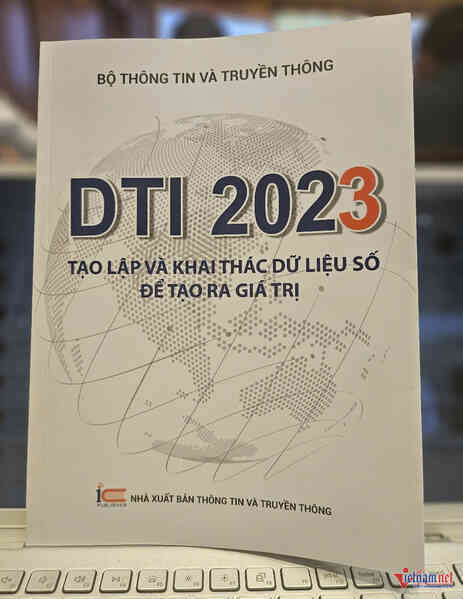 BỘ THÔNG TIN VÀ TRUYỀN THÔNG
DTI 2023
TẠO LẬP VÀ KHAI THÁC DỮ LIỆU SỐ
ĐỂ TẠO RA GIÁ TRỊ
ic
PUBLISHER
NHÀ XUẤT BẢN THÔNG TIN VÀ TRUYỀN THÔNG
vietnamnet